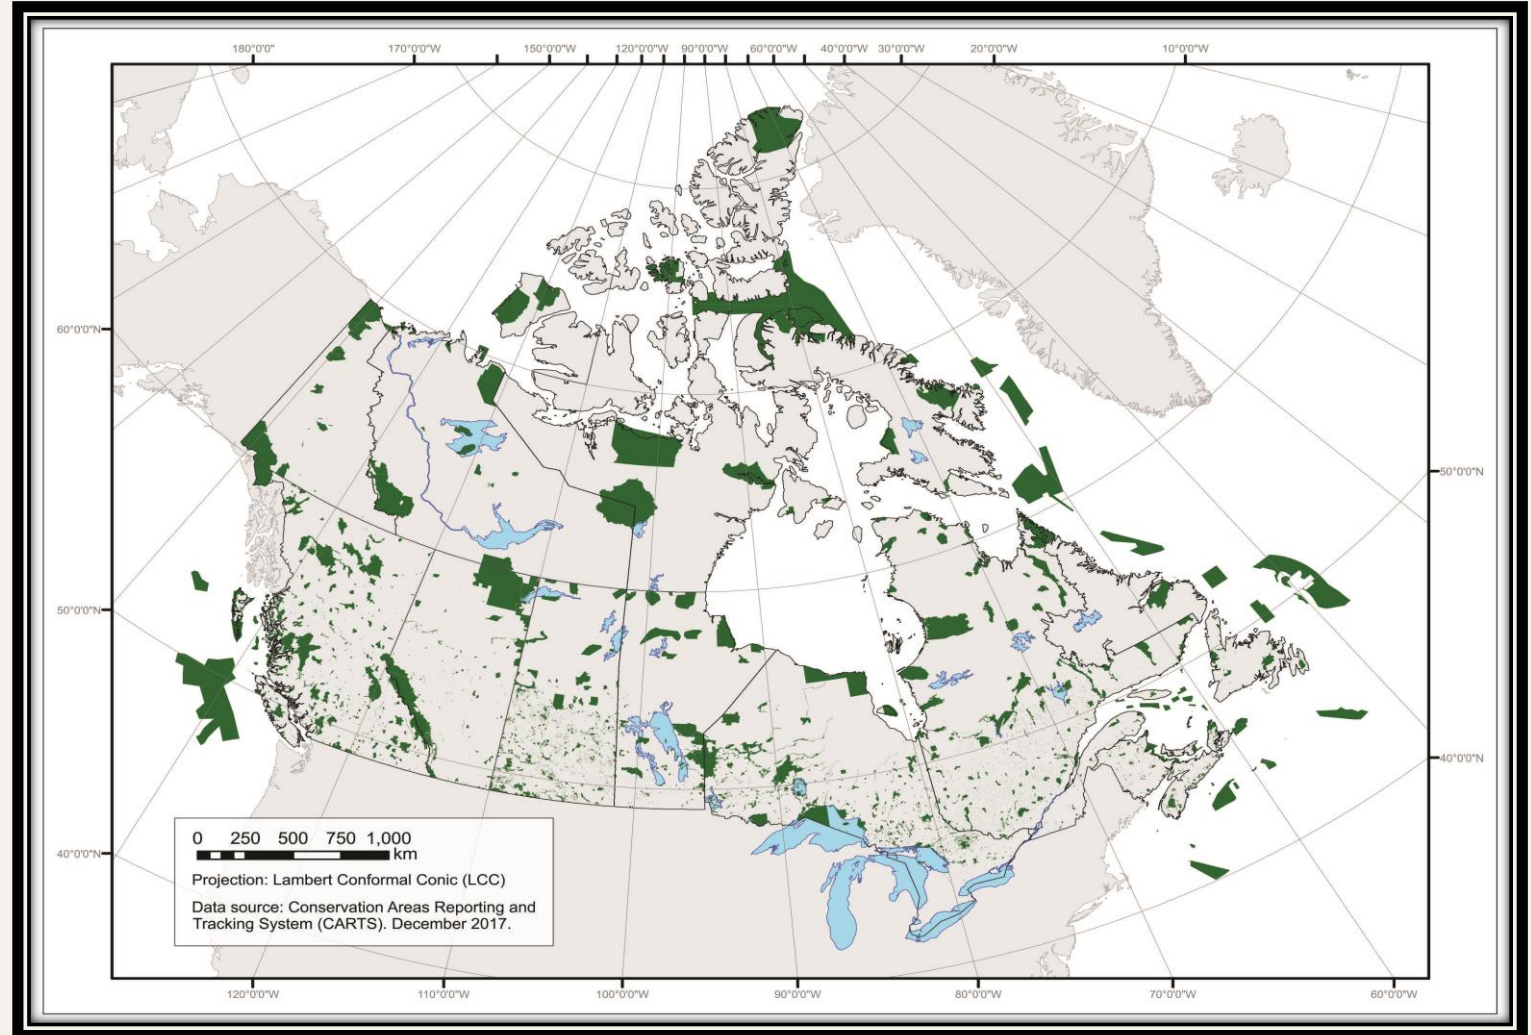 180°0'0" 170°0'0"W 150°0'0"W 120°0'0"W 90°0'0"W 60°0'0"W 40°0'0"W 30°0'0"W 20°0'0"W 10°0'0"W
60°0'0"N
50°0'0"N
50°0'0"N
40°0'0"N
40°0'0"N
0 250 500 750 1,000
km
Projection: Lambert Conformal Conic (LCC)
Data source: Conservation Areas Reporting and
Tracking System (CARTS). December 2017.
120°0'0"W 110°0'0"W 100°0'0"W 90°0'0"W 80°0'0"W 70°0'0"W 60°0'0"W